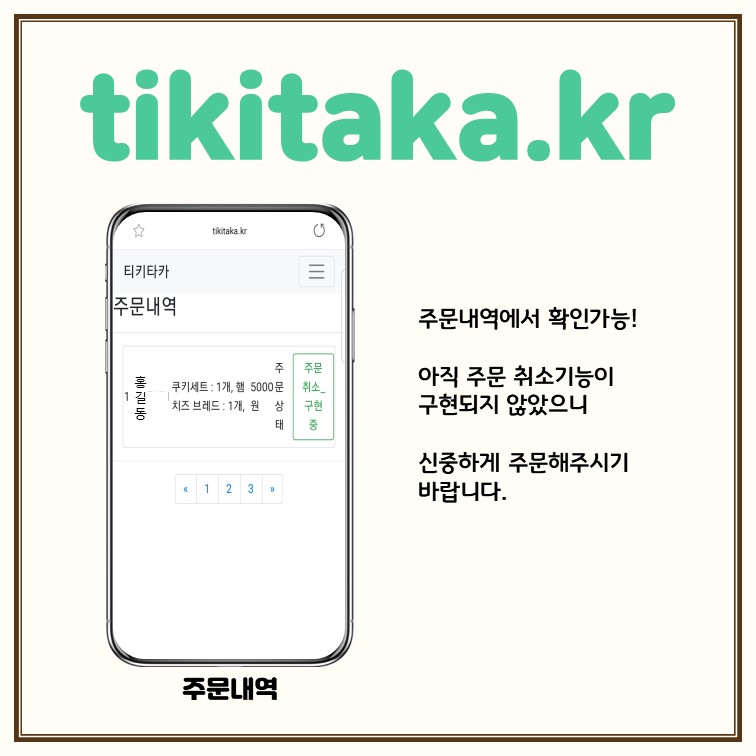 tikitaka.kr
tikitaka.kr
티키타카
주문내역
1
홍
길
동
쿠키세트 : 1개, 햄
치즈 브레드 : 1개,
5000
원
주
문
상
태
주문
취소_
구현
중
« 1 2 3 »
주문내역
주문내역에서 확인가능!
아직 주문 취소기능이
구현되지 않았으니
신중하게 주문해주시기
바랍니다.